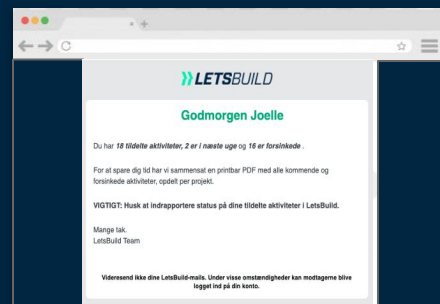 LETSBUILD
Godmorgen Joelle
Du har 18 tildelte aktiviteter, 2 er i næste uge og 16 er forsinkede .
For at spare dig tid har vi sammensat en printbar PDF med alle kommende og
forsinkede aktiviteter, opdelt per projekt.
VIGTIGT: Husk at indrapportere status på dine tildelte aktiviteter i LetsBuild.
Mange tak.
LetsBuild Team
Videresend ikke dine LetsBuild-mails. Under visse omstændigheder kan modtagerne blive
logget ind på din konto.